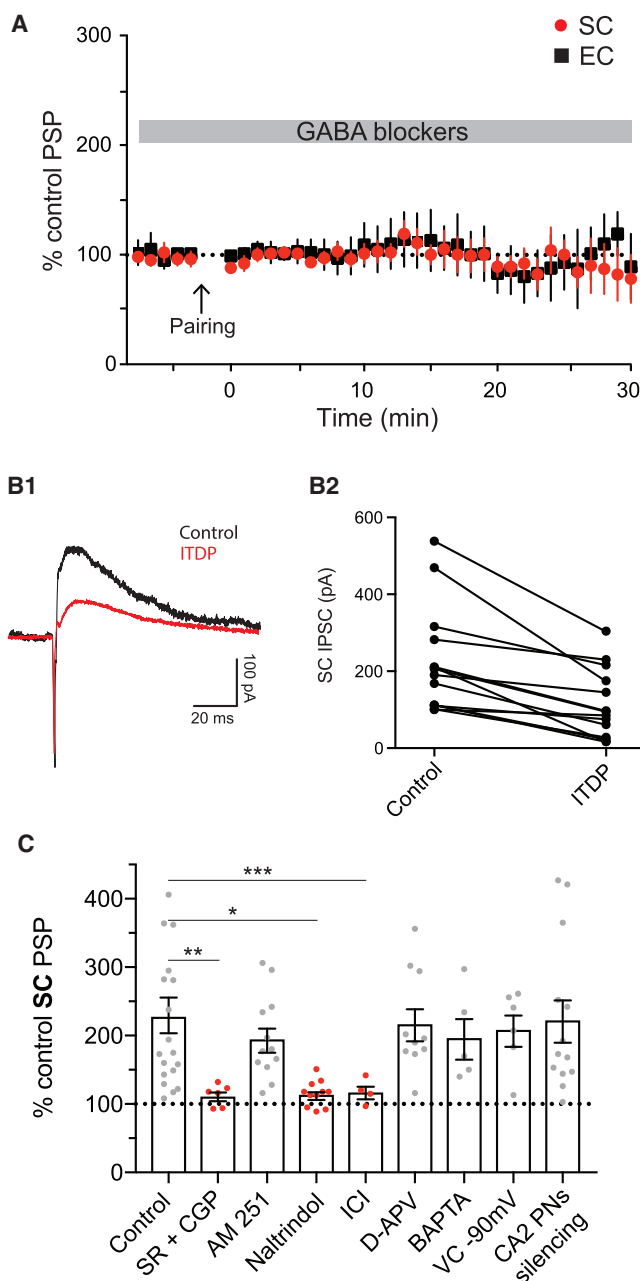 A
SC
EC
% control PSP
300
200
100
0
GABA blockers
Pairing
0 10 20 30
Time (min)
B1
Control
ITDP
100 pA
20 ms
B2
SC IPSC (pA)
600
400
200
0
Control ITDP
C
% control SC PSP
400
300
200
100
0
***
*
**
Control
SR + CGP
AM 251
Naltrindol
ICI
D-APV
BAPTA
VC -90mV
CA2 PNs
silencing